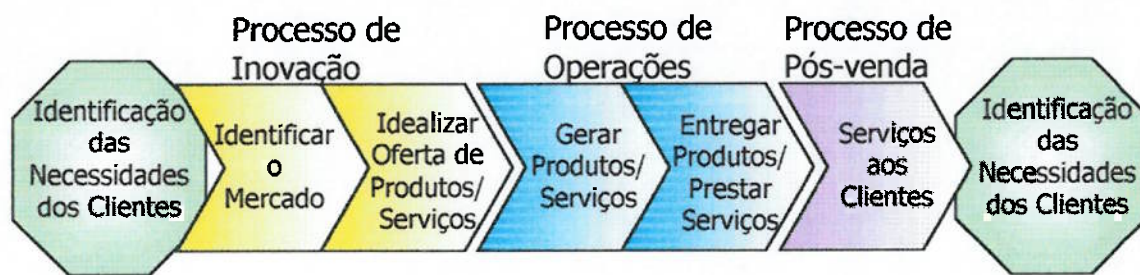 Processo de
Inovação
Processo de
Operações
Processo de
Pós-venda
Identificação
das
Necessidades
dos Clientes
Identificar
o
Mercado
Idealizar
Oferta de
Produtos/
Serviços
Gerar
Produtos/
Serviços
Entregar
Produtos/
Prestar
Serviços
Serviços
aos
Clientes
Identificação
das
Necessidades
dos Clientes